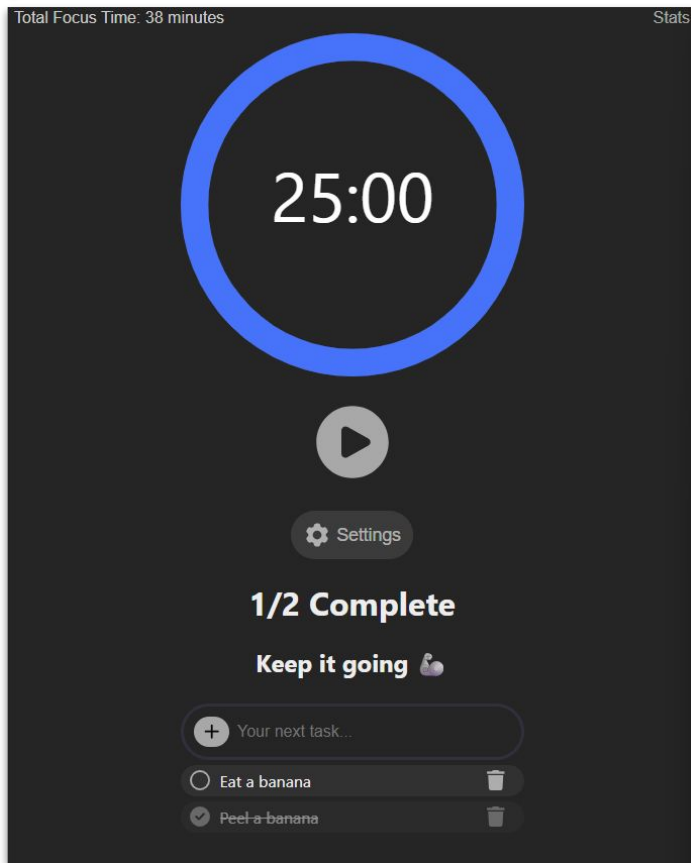 Total Focus Time: 38 minutes Stats
25:00
Settings
1/2 Complete
Keep it going 🦾
Your next task...
Eat a banana
Peel a banana